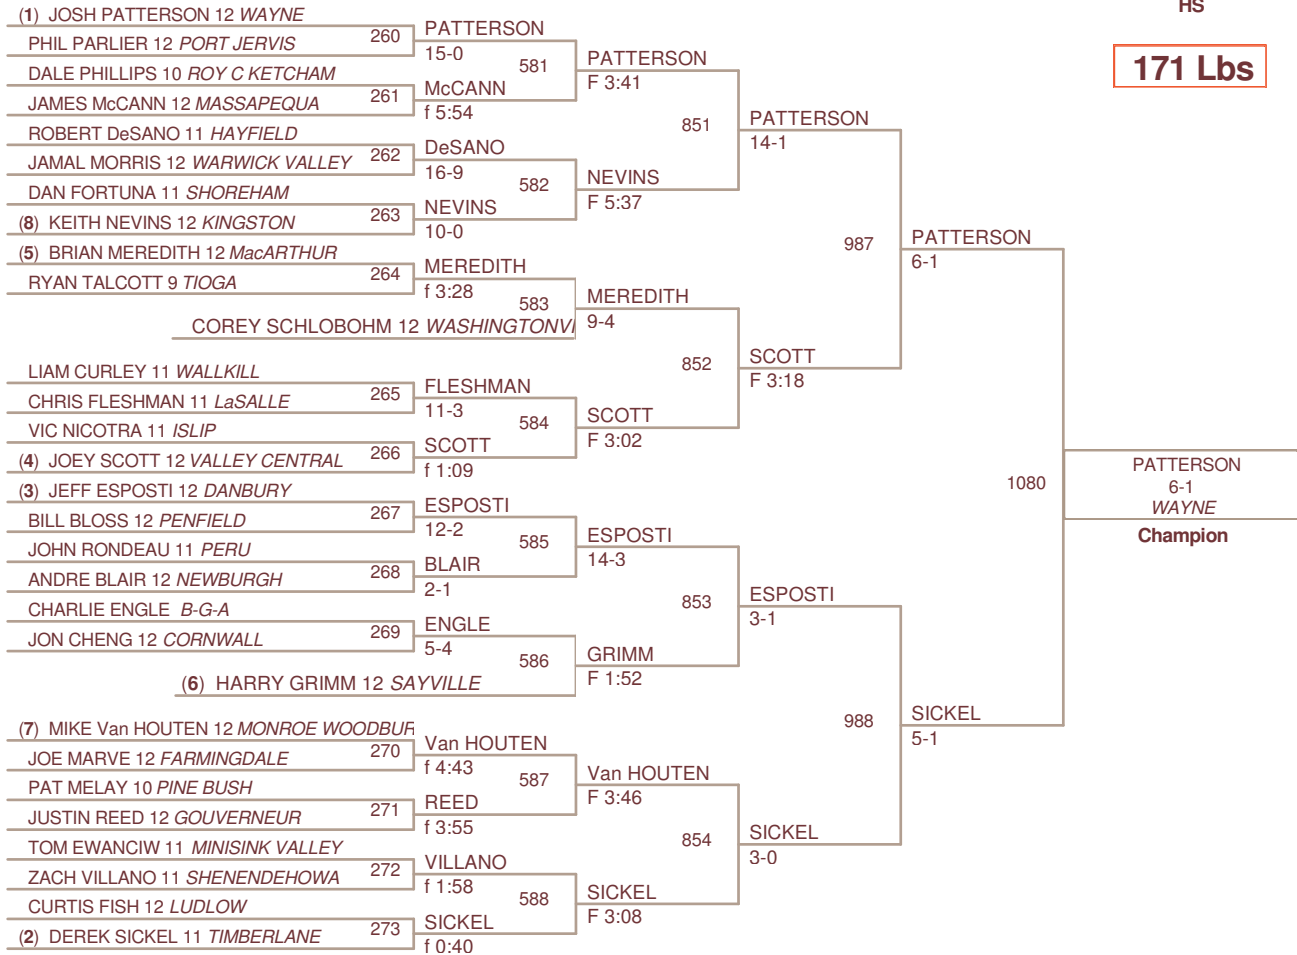 HS
171 Lbs
(1) JOSH PATTERSON 12 WAYNE
260
PHIL PARLIER 12 PORT JERVIS
PATTERSON
15-0
581
DALE PHILLIPS 10 ROY C KETCHAM
261
JAMES McCANN 12 MASSAPEQUA
McCANN
f 5:54
PATTERSON
F 3:41
851
ROBERT DeSANO 11 HAYFIELD
262
JAMAL MORRIS 12 WARWICK VALLEY
DeSANO
16-9
582
DAN FORTUNA 11 SHOREHAM
263
(8) KEITH NEVINS 12 KINGSTON
NEVINS
10-0
NEVINS
F 5:37
PATTERSON
14-1
987
(5) BRIAN MEREDITH 12 MacARTHUR
264
RYAN TALCOTT 9 TIOGA
MEREDITH
f 3:28
583
COREY SCHLOBOHM 12 WASHINGTONVI
MEREDITH
9-4
852
LIAM CURLEY 11 WALLKILL
265
CHRIS FLESHMAN 11 LaSALLE
FLESHMAN
11-3
584
VIC NICOTRA 11 ISLIP
266
(4) JOEY SCOTT 12 VALLEY CENTRAL
SCOTT
f 1:09
SCOTT
F 3:02
SCOTT
F 3:18
PATTERSON
6-1
1080
(3) JEFF ESPOSTI 12 DANBURY
267
BILL BLOSS 12 PENFIELD
ESPOSTI
12-2
585
JOHN RONDEAU 11 PERU
268
ANDRE BLAIR 12 NEWBURGH
BLAIR
2-1
ESPOSTI
14-3
853
CHARLIE ENGLE B-G-A
269
JON CHENG 12 CORNWALL
ENGLE
5-4
586
(6) HARRY GRIMM 12 SAYVILLE
GRIMM
F 1:52
ESPOSTI
3-1
988
(7) MIKE Van HOUTEN 12 MONROE WOODBUR
270
JOE MARVE 12 FARMINGDALE
Van HOUTEN
f 4:43
587
PAT MELAY 10 PINE BUSH
271
JUSTIN REED 12 GOUVERNEUR
REED
f 3:55
Van HOUTEN
F 3:46
854
TOM EWANCIW 11 MINISINK VALLEY
272
ZACH VILLANO 11 SHENENDEHOWA
VILLANO
f 1:58
588
CURTIS FISH 12 LUDLOW
273
(2) DEREK SICKEL 11 TIMBERLANE
SICKEL
f 0:40
SICKEL
F 3:08
SICKEL
3-0
SICKEL
5-1
PATTERSON
6-1
WAYNE
Champion